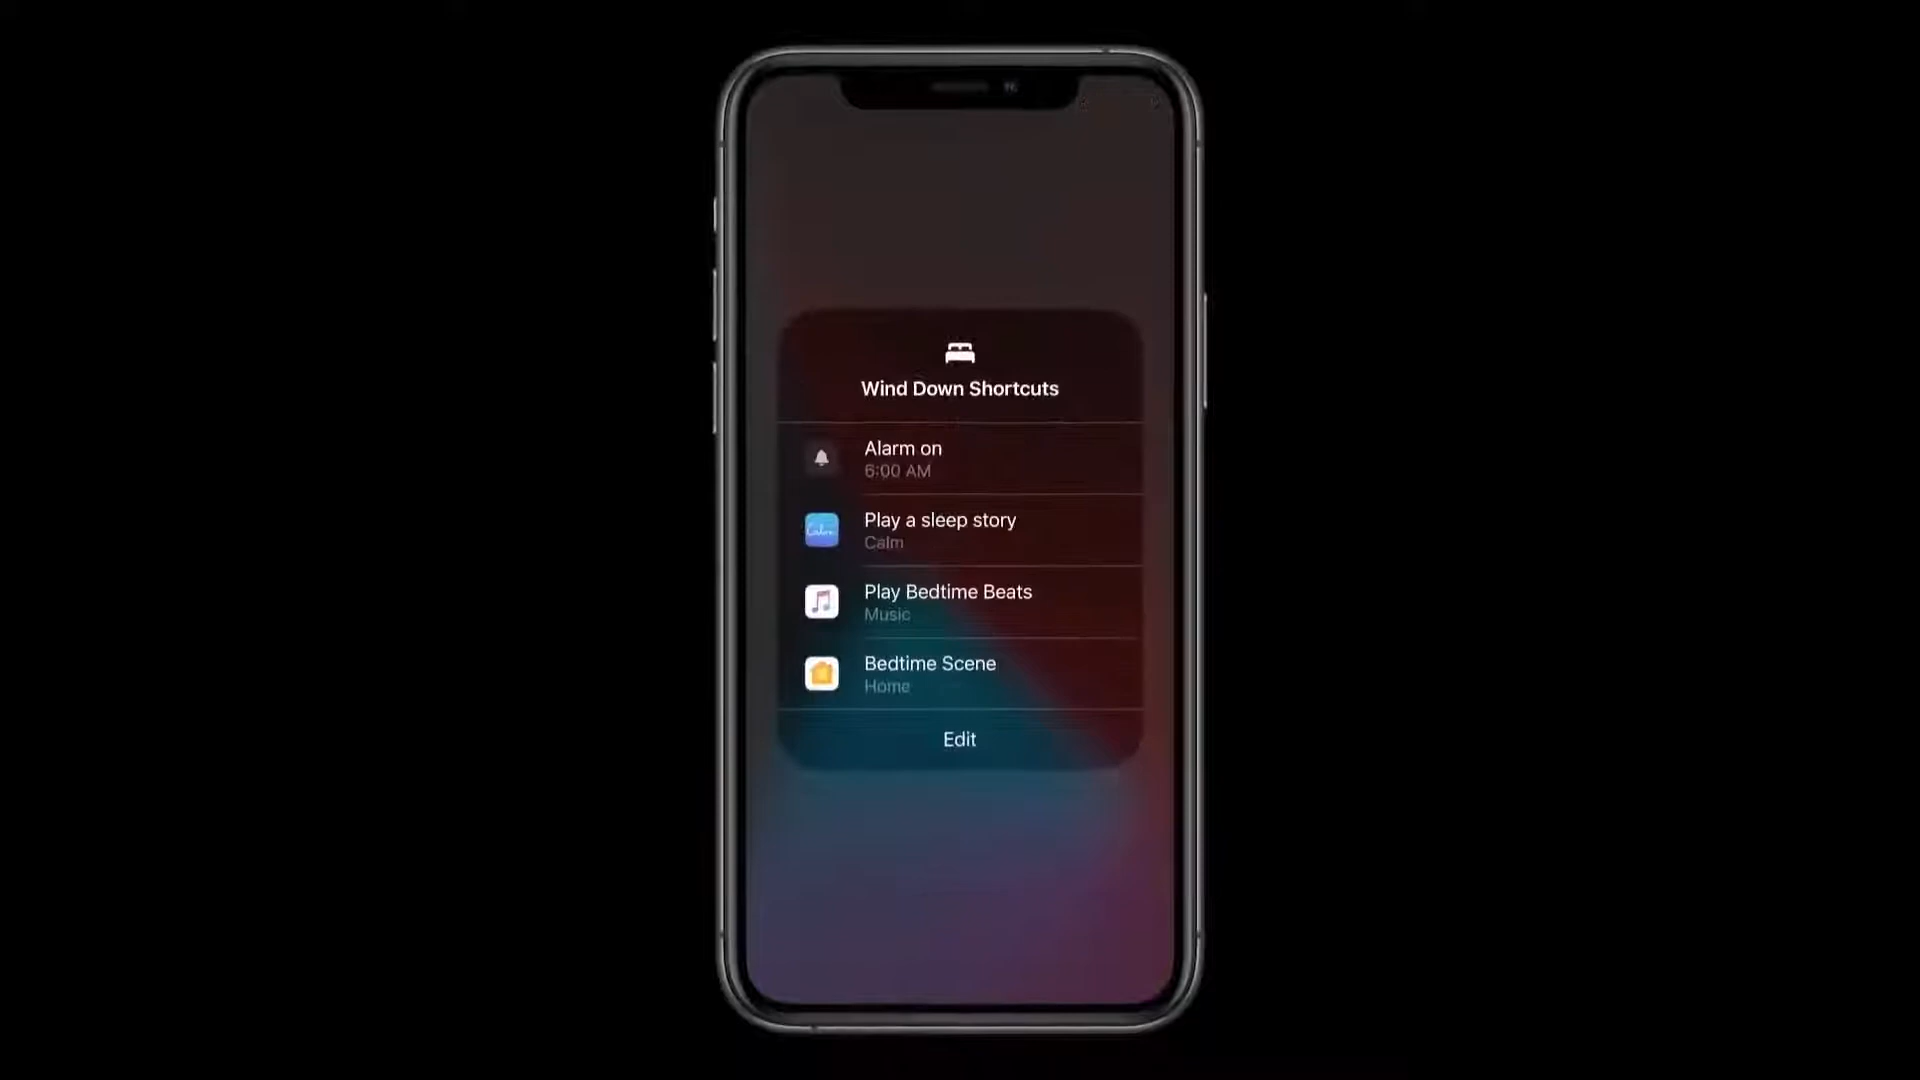 Wind Down Shortcuts
Alarm on
6:00 AM
Play a sleep story
Calm
Calm
Play Bedtime Beats
Music
Bedtime Scene
Home
Edit